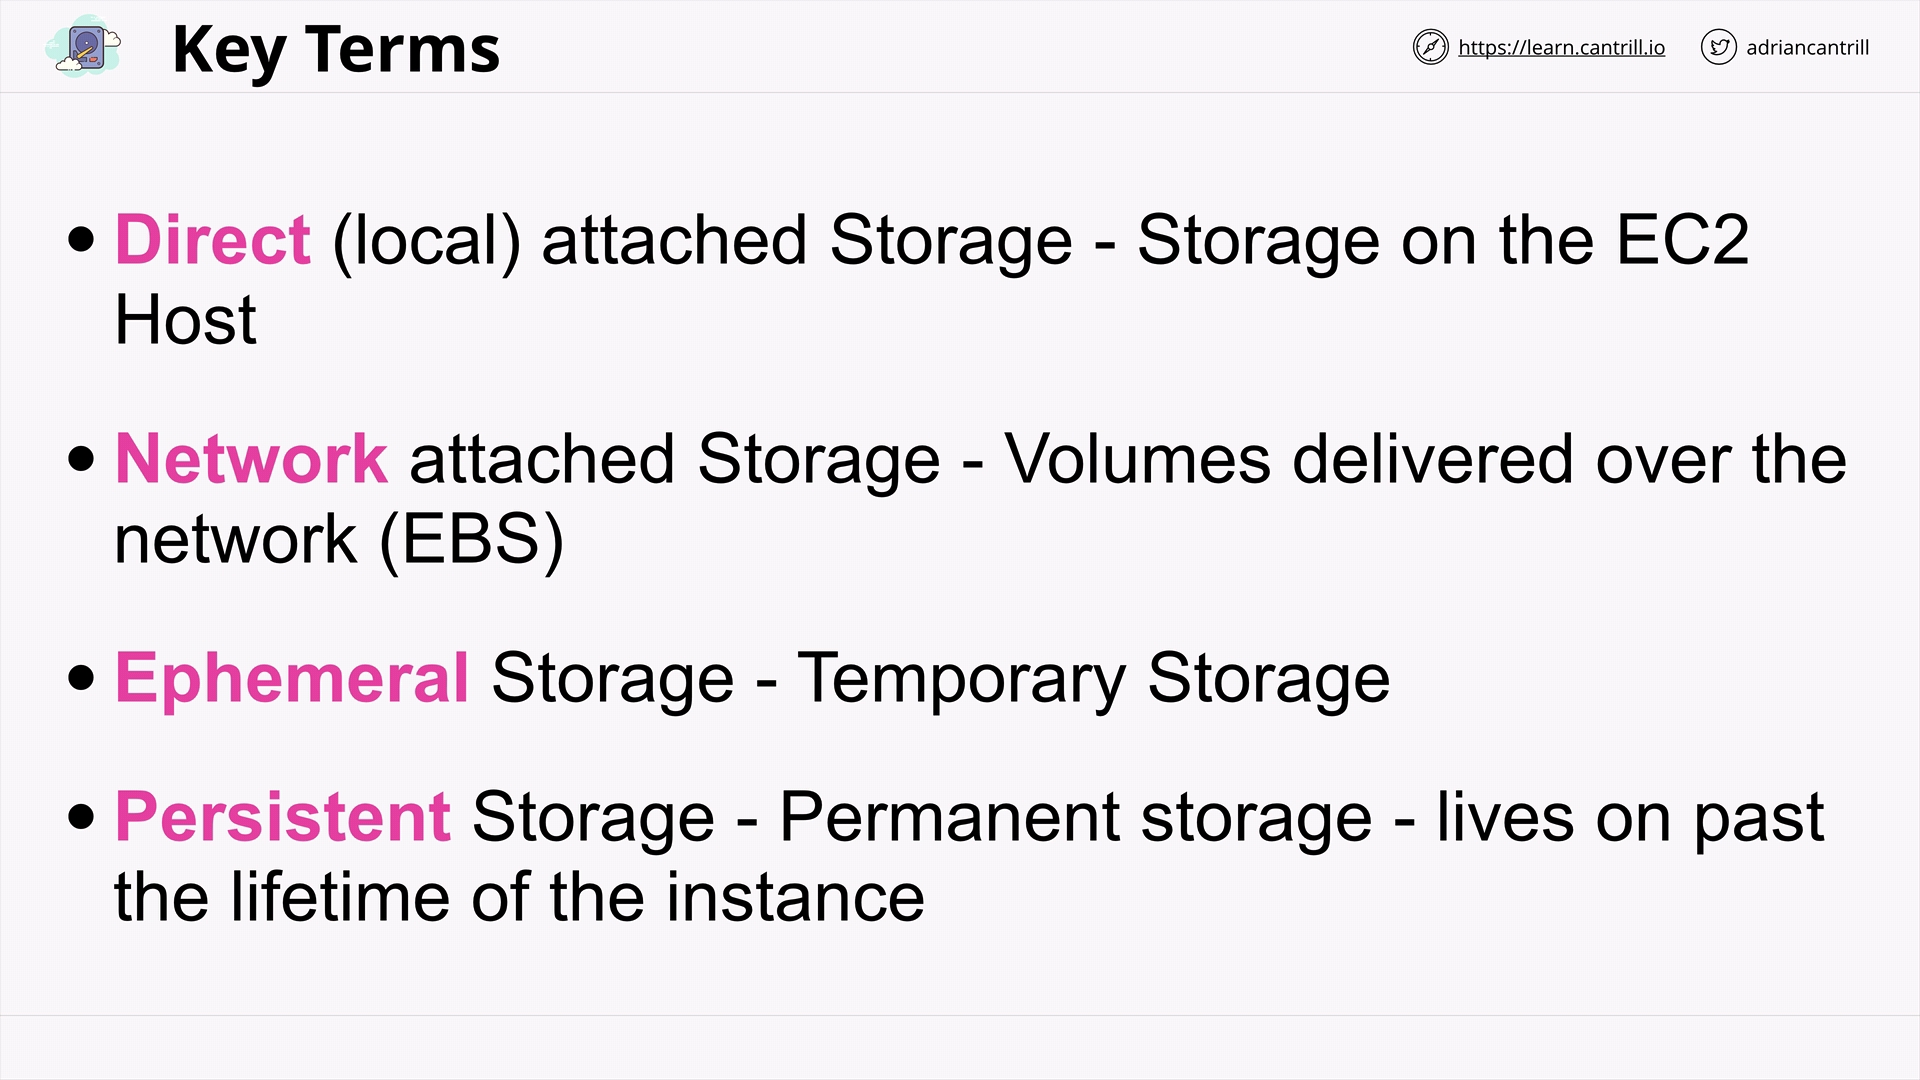 Key Terms
https://learn.cantrill.io
adriancantrill
• Direct (local) attached Storage - Storage on the EC2
Host
• Network attached Storage - Volumes delivered over the
network (EBS)
• Ephemeral Storage - Temporary Storage
• Persistent Storage - Permanent storage - lives on past
the lifetime of the instance